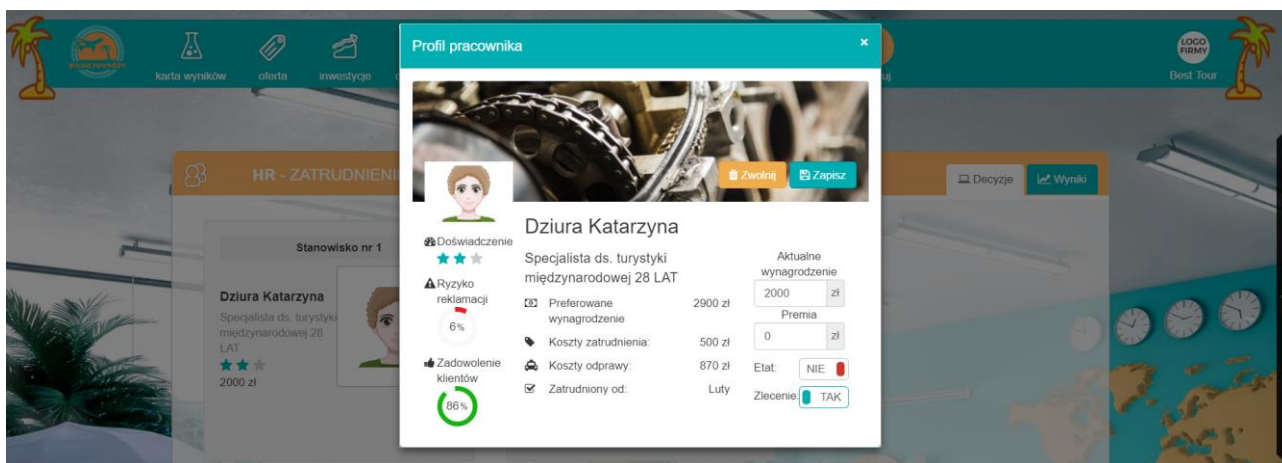 karta wyników
oferta
inwestycje
LOGO
FIRMY
Best Tour
HR - ZATRUDNIENI
Decyzje
Wyniki
Stanowisko nr 1
Dziura Katarzyna
Specjalista ds. turystyki
międzynarodowej 28
LAT
2000 zł
Profil pracownika
×
Zwolnij
Zapisz
Dziura Katarzyna
Specjalista ds. turystyki
międzynarodowej 28 LAT
Doświadczenie
Ryzyko
reklamacji
6%
Zadowolenie
klientów
86%
Preferowane
wynagrodzenie
2900 zł
Koszty zatrudnienia:
500 zł
Koszty odprawy:
870 zł
Zatrudniony od:
Luty
Aktualne
wynagrodzenie
2000 zł
Premia
0 zł
Etat: NIE
Zlecenie: TAK